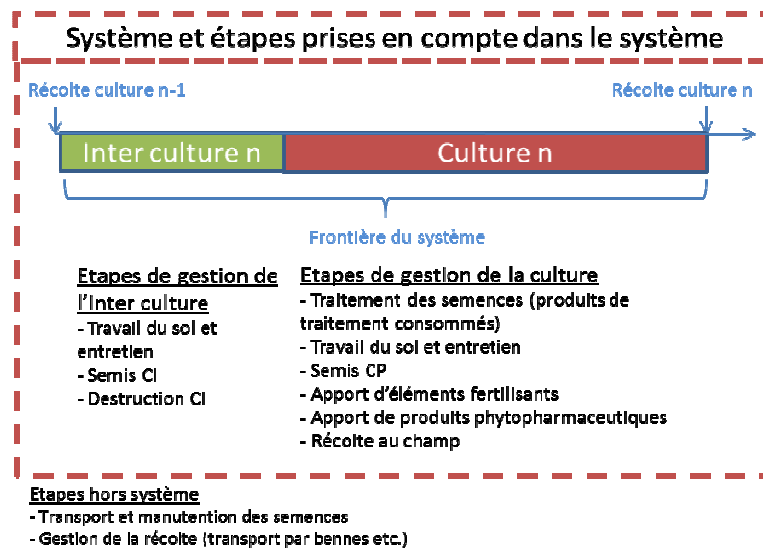 Système et étapes prises en compte dans le système
Récolte culture n-1
Récolte culture n
Inter culture n
Culture n
Frontière du système
Etapes de gestion de
l'Inter culture
- Travail du sol et
entretien
- Semis CI
- Destruction CI
Etapes de gestion de la culture
- Traitement des semences (produits de
traitement consommés)
- Travail du sol et entretien
- Semis CP
- Apport d'éléments fertilisants
- Apport de produits phytopharmaceutiques
- Récolte au champ
Etapes hors système
- Transport et manutention des semences
- Gestion de la récolte (transport par bennes etc.)